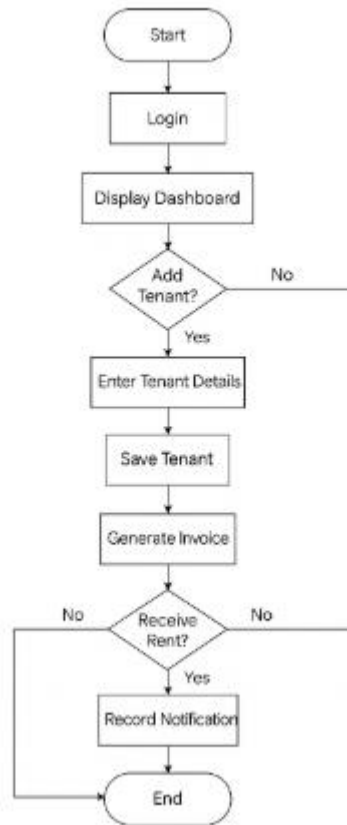 Start
Login
Display Dashboard
Add
Tenant?
No
Yes
Enter Tenant Details
Save Tenant
Generate Invoice
No
Receive
Rent?
No
Yes
Record Notification
End